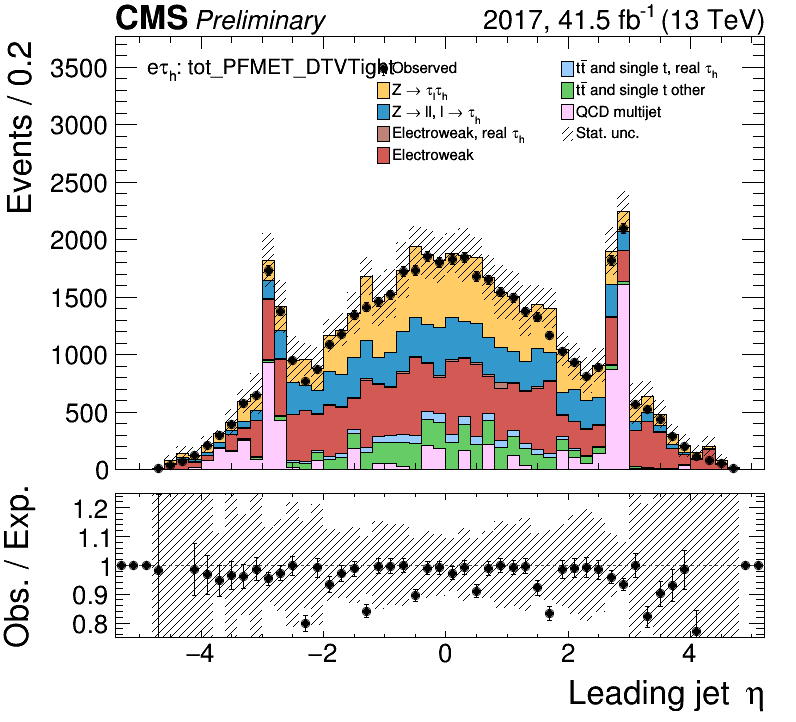 CMS Preliminary 2017, 41.5 fb⁻¹ (13 TeV)
Events / 0.2
eτₕ: tot_PFMET_DTVTight
Observed
Z → τₗτₕ
Z → ll, l → τₕ
Electroweak, real τₕ
Electroweak
tt̄ and single t, real τₕ
tt̄ and single t other
QCD multijet
Stat. unc.
3500
3000
2500
2000
1500
1000
500
0
Obs. / Exp.
1.2
1.1
1
0.9
0.8
−4 −2 0 2 4
Leading jet η